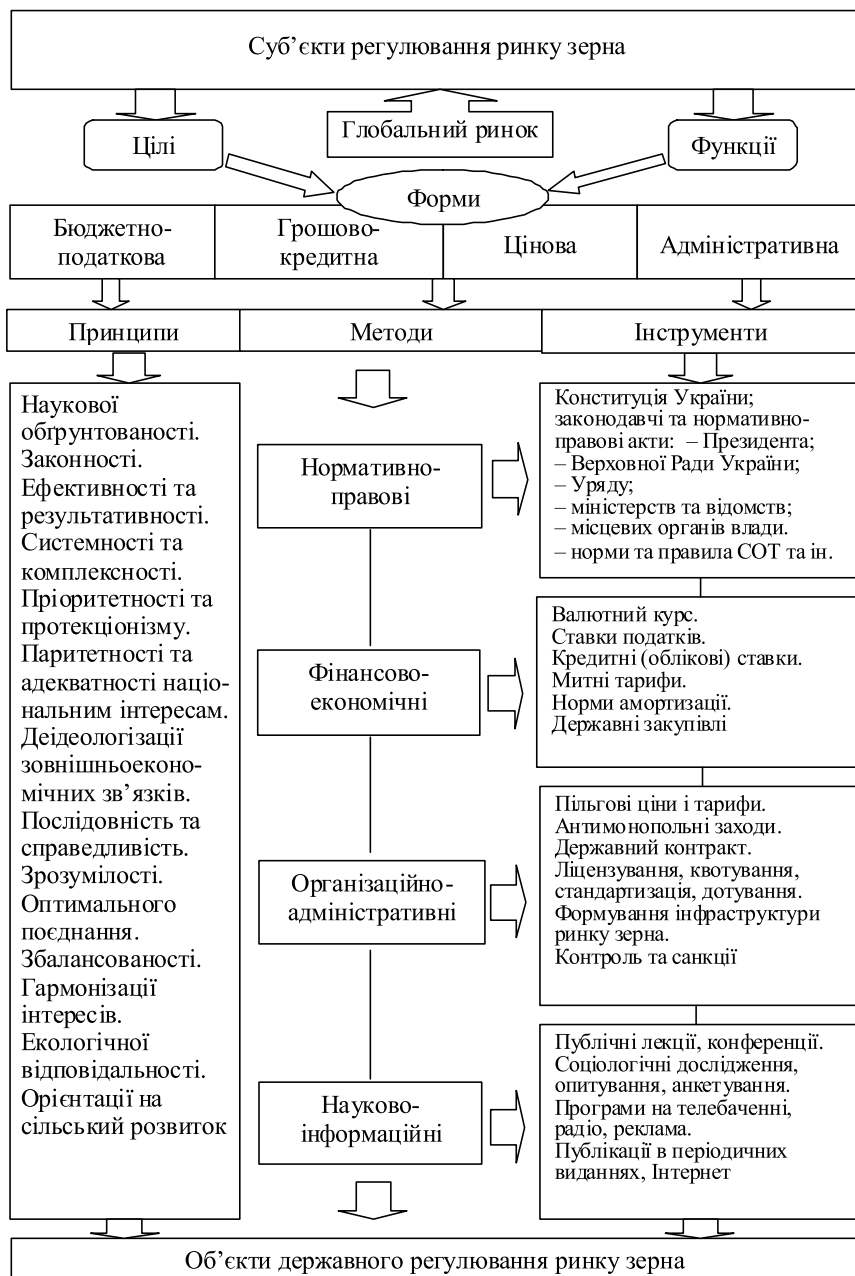 Суб’єкти регулювання ринку зерна
Цілі
Глобальний ринок
Функції
Форми
Бюджетно-
податкова
Грошово-
кредитна
Цінова
Адміністративна
Принципи
Методи
Інструменти
Наукової
обґрунтованості.
Законності.
Ефективності та
результативності.
Системності та
комплексності.
Пріоритетності та
протекціонізму.
Паритетності та
адекватності націо-
нальним інтересам.
Деідеологізації
зовнішньоеконо-
мічних зв’язків.
Послідовність та
справедливість.
Зрозумілості.
Оптимального
поєднання.
Збалансованості.
Гармонізації
інтересів.
Екологічної
відповідальності.
Орієнтації на
сільський розвиток
Нормативно-
правові
Фінансово-
економічні
Організаційно-
адміністративні
Науково-
інформаційні
Конституція України;
законодавчі та нормативно-
правові акти: – Президента;
– Верховної Ради України;
– Уряду;
– міністерств та відомств;
– місцевих органів влади.
– норми та правила СОТ та ін.
Валютний курс.
Ставки податків.
Кредитні (облікові) ставки.
Митні тарифи.
Норми амортизації.
Державні закупівлі
Пільгові ціни і тарифи.
Антимонопольні заходи.
Державний контракт.
Ліцензування, квотування,
стандартизація, дотування.
Формування інфраструктури
ринку зерна.
Контроль та санкції
Публічні лекції, конференції.
Соціологічні дослідження,
опитування, анкетування.
Програми на телебаченні,
радіо, реклама.
Публікації в періодичних
виданнях, Інтернет
Об’єкти державного регулювання ринку зерна